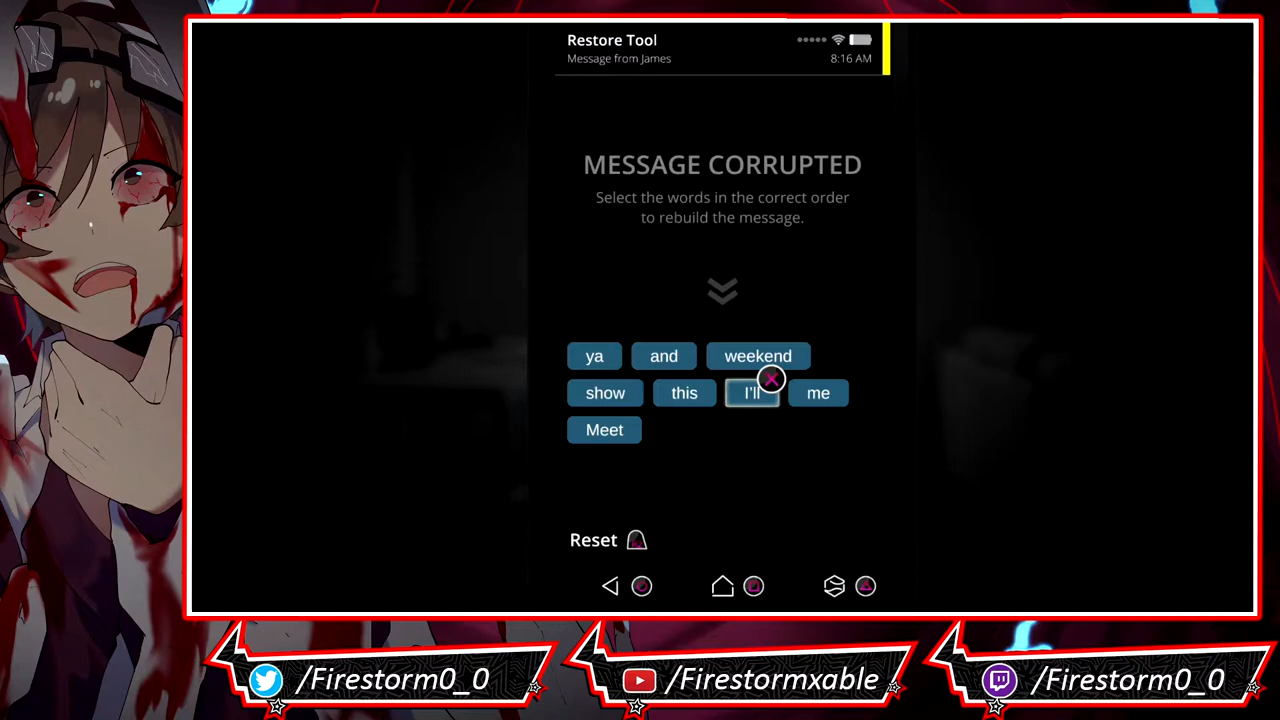 Restore Tool
Message from James
8:16 AM
MESSAGE CORRUPTED
Select the words in the correct order
to rebuild the message.
ya and weekend
show this I'll me
Meet
Reset
/Firestorm0_0 /Firestormxable /Firestorm0_0